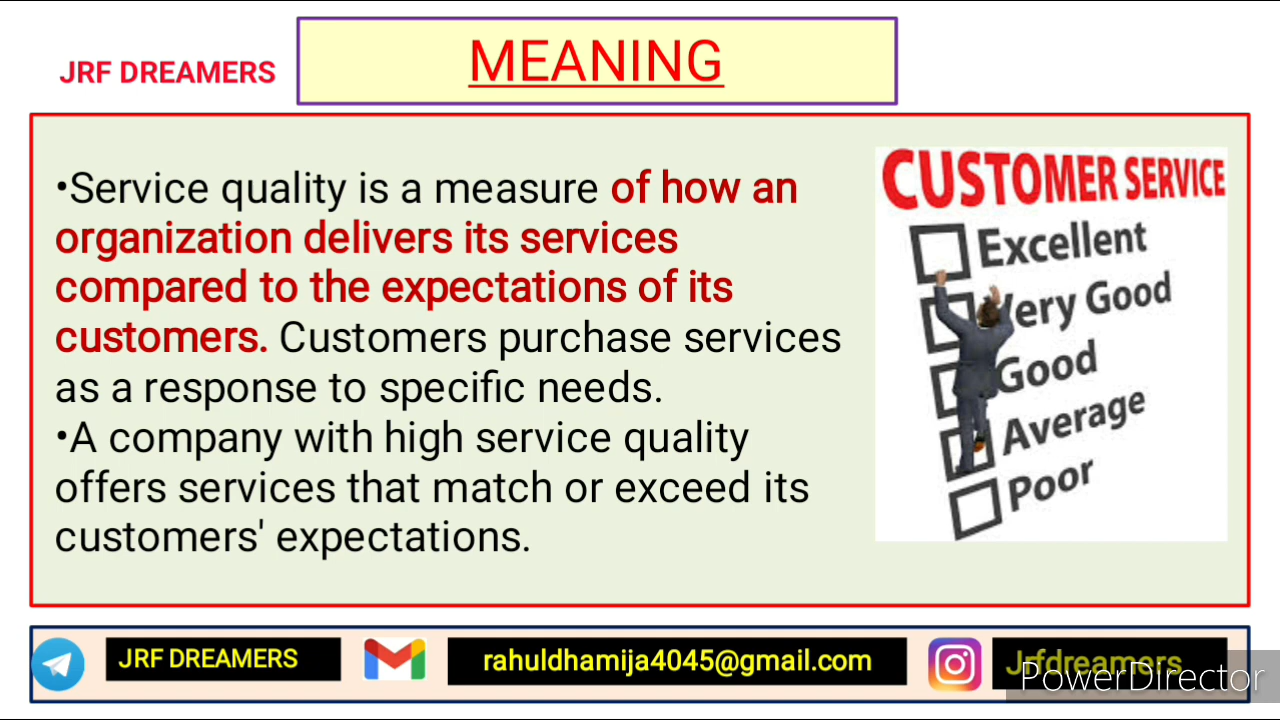 JRF DREAMERS
MEANING
•Service quality is a measure of how an
organization delivers its services
compared to the expectations of its
customers. Customers purchase services
as a response to specific needs.
•A company with high service quality
offers services that match or exceed its
customers' expectations.
CUSTOMER SERVICE
Excellent
Very Good
Good
Average
Poor
JRF DREAMERS
rahuldhamija4045@gmail.com
Jrfdreamers
PowerDirector